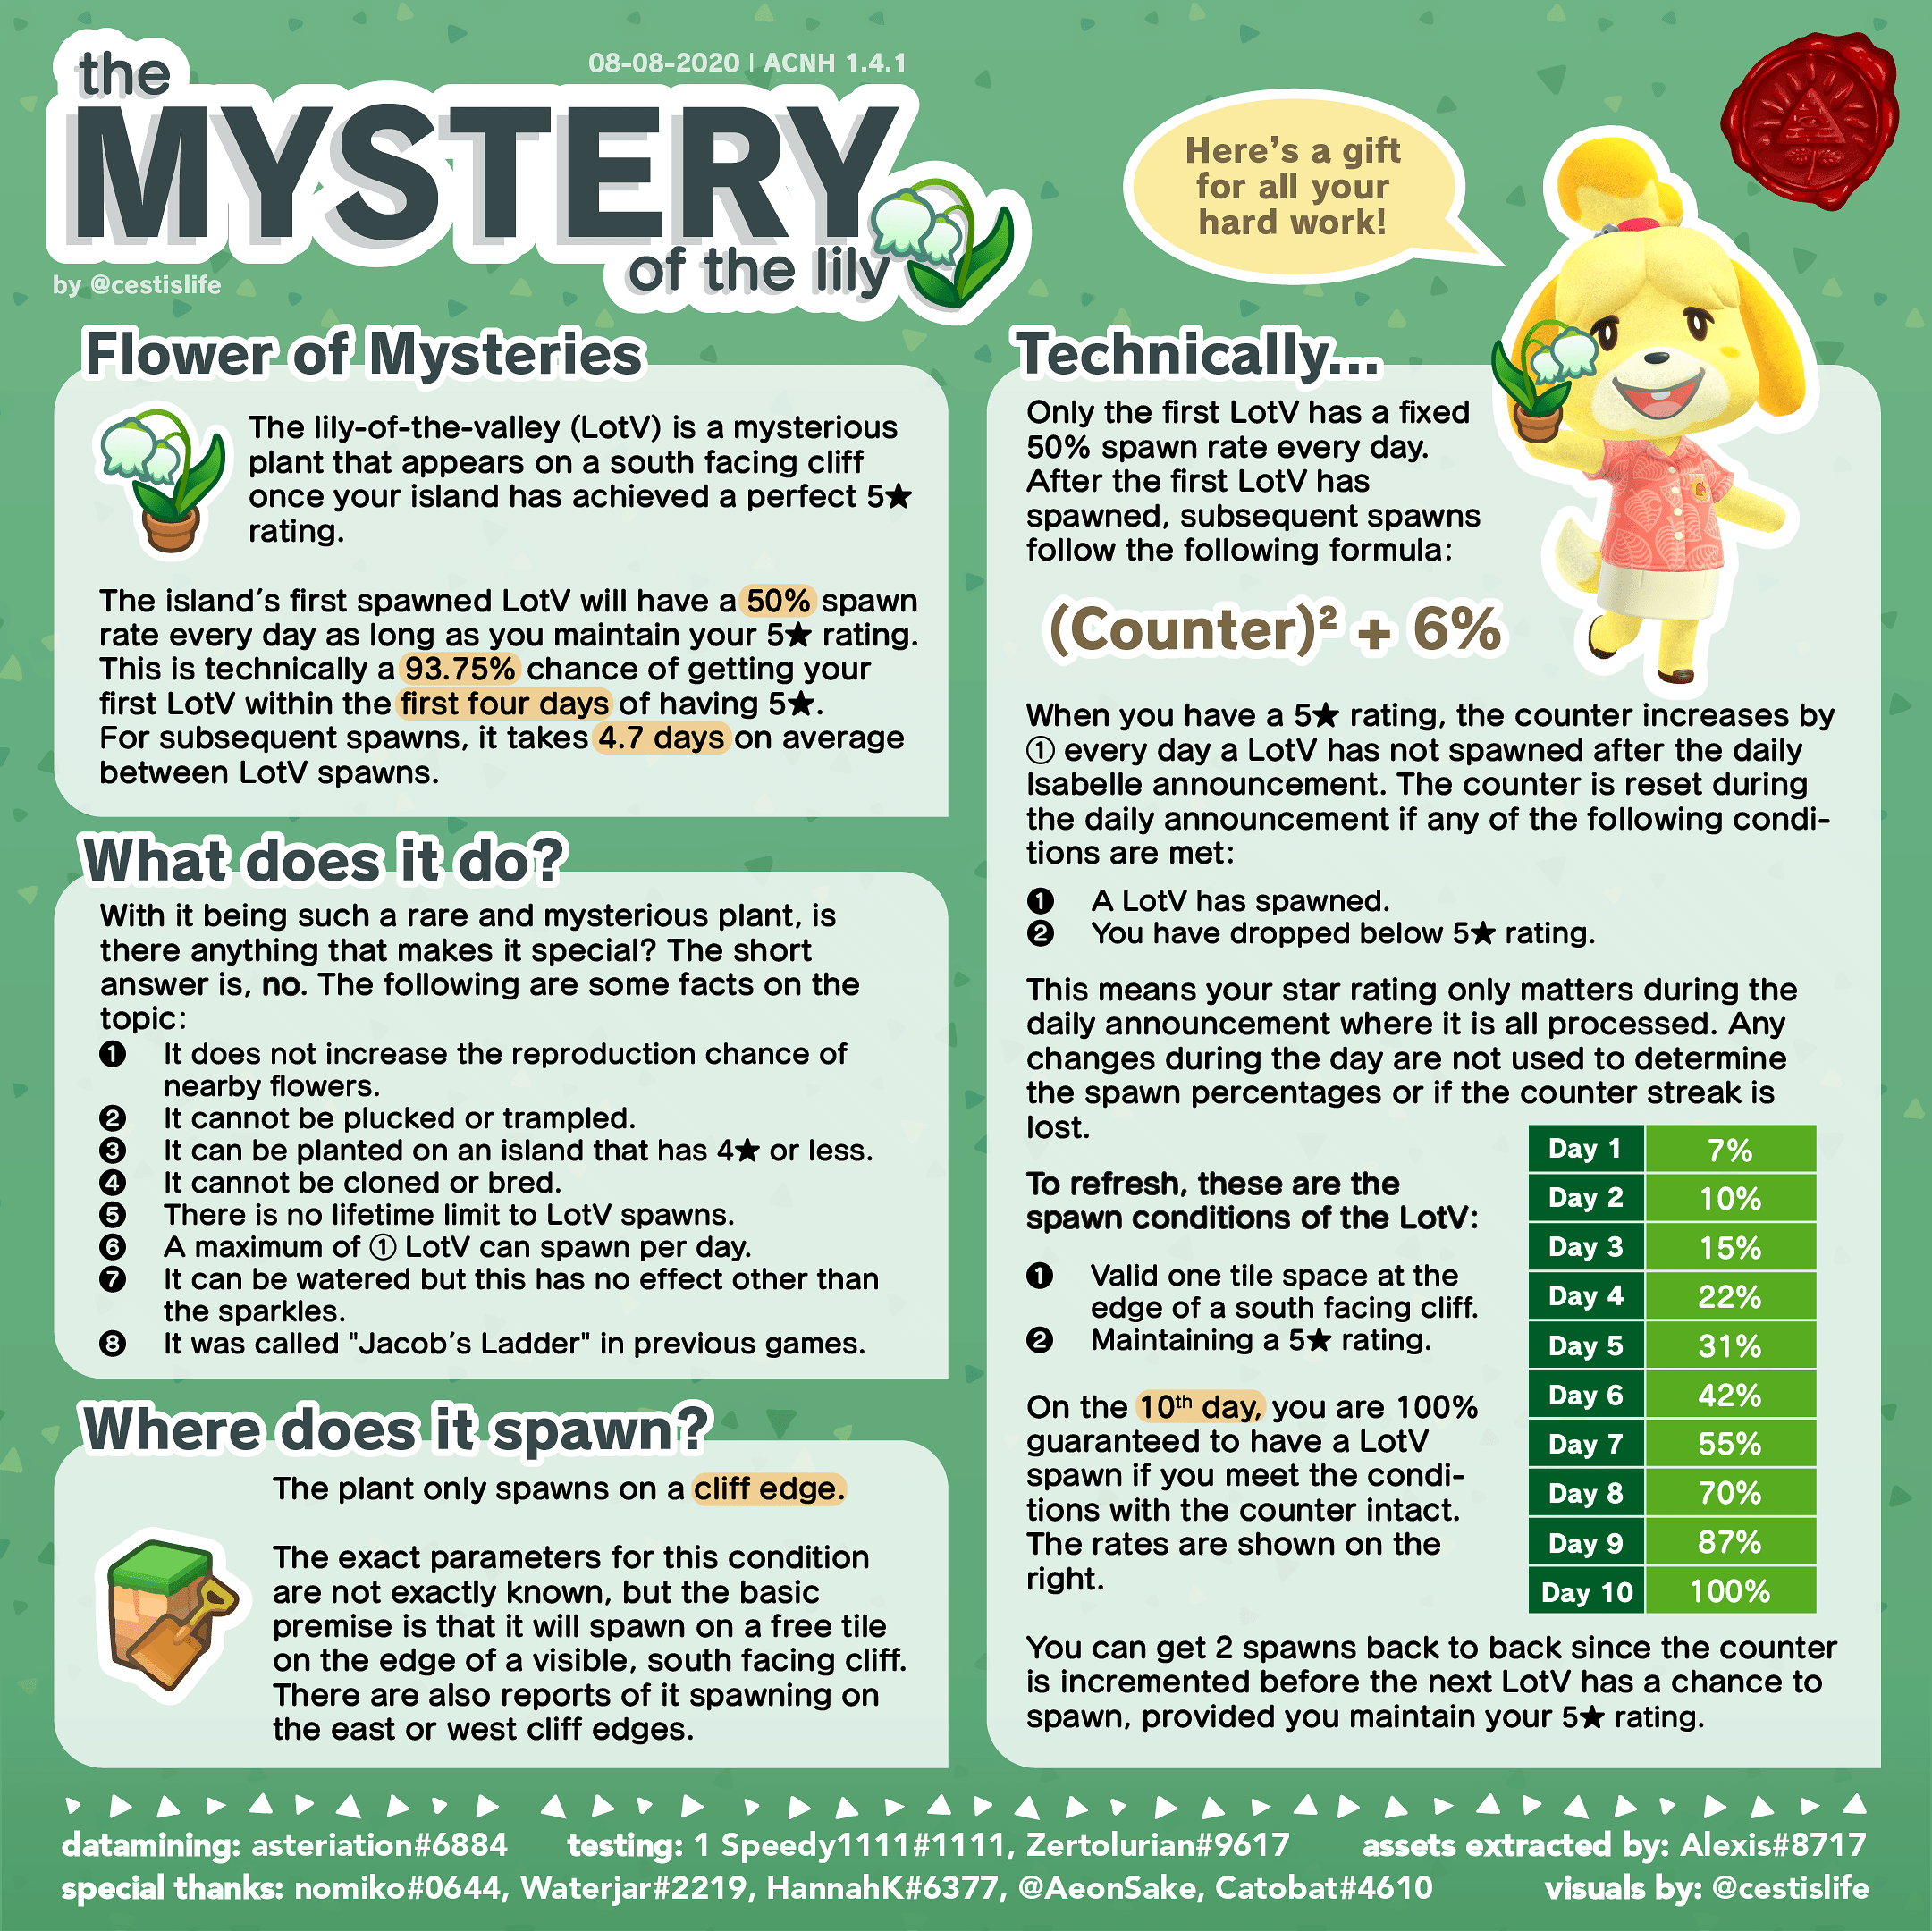 the
08-08-2020 | ACNH 1.4.1
MYSTERY
of the lily
by @cestislife
Here's a gift
for all your
hard work!
Flower of Mysteries
The lily-of-the-valley (LotV) is a mysterious
plant that appears on a south facing cliff
once your island has achieved a perfect 5★
rating.
The island's first spawned LotV will have a 50% spawn
rate every day as long as you maintain your 5★ rating.
This is technically a 93.75% chance of getting your
first LotV within the first four days of having 5★.
For subsequent spawns, it takes 4.7 days on average
between LotV spawns.
What does it do?
With it being such a rare and mysterious plant, is
there anything that makes it special? The short
answer is, no. The following are some facts on the
topic:
❶ It does not increase the reproduction chance of
nearby flowers.
❷ It cannot be plucked or trampled.
❸ It can be planted on an island that has 4★ or less.
❹ It cannot be cloned or bred.
❺ There is no lifetime limit to LotV spawns.
❻ A maximum of ① LotV can spawn per day.
❼ It can be watered but this has no effect other than
the sparkles.
❽ It was called "Jacob's Ladder" in previous games.
Where does it spawn?
The plant only spawns on a cliff edge.
The exact parameters for this condition
are not exactly known, but the basic
premise is that it will spawn on a free tile
on the edge of a visible, south facing cliff.
There are also reports of it spawning on
the east or west cliff edges.
Technically...
Only the first LotV has a fixed
50% spawn rate every day.
After the first LotV has
spawned, subsequent spawns
follow the following formula:
(Counter)² + 6%
When you have a 5★ rating, the counter increases by
① every day a LotV has not spawned after the daily
Isabelle announcement. The counter is reset during
the daily announcement if any of the following condi-
tions are met:
❶ A LotV has spawned.
❷ You have dropped below 5★ rating.
This means your star rating only matters during the
daily announcement where it is all processed. Any
changes during the day are not used to determine
the spawn percentages or if the counter streak is
lost.
To refresh, these are the
spawn conditions of the LotV:
❶ Valid one tile space at the
edge of a south facing cliff.
❷ Maintaining a 5★ rating.
On the 10th day, you are 100%
guaranteed to have a LotV
spawn if you meet the condi-
tions with the counter intact.
The rates are shown on the
right.
Day 1 7%
Day 2 10%
Day 3 15%
Day 4 22%
Day 5 31%
Day 6 42%
Day 7 55%
Day 8 70%
Day 9 87%
Day 10 100%
You can get 2 spawns back to back since the counter
is incremented before the next LotV has a chance to
spawn, provided you maintain your 5★ rating.
datamining: asteriation#6884 testing: 1 Speedy1111#1111, Zertolurian#9617 assets extracted by: Alexis#8717
special thanks: nomiko#0644, Waterjar#2219, HannahK#6377, @AeonSake, Catobat#4610 visuals by: @cestislife